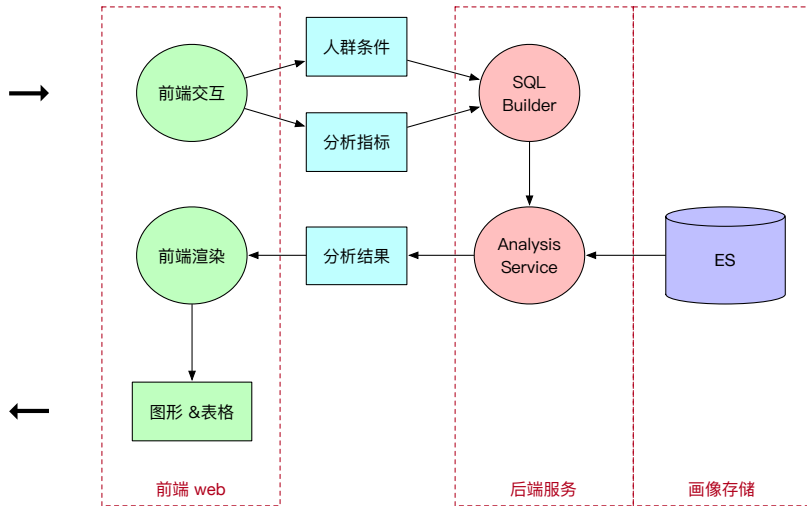 人群条件
前端交互
SQL
Builder
分析指标
前端渲染
分析结果
Analysis
Service
ES
图形 &表格
前端 web
后端服务
画像存储